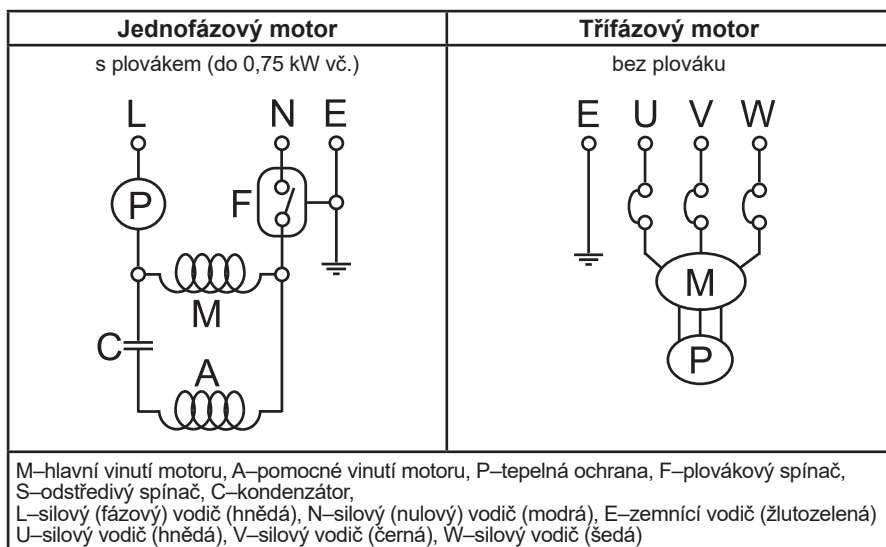 Jednofázový motor
Třífázový motor
s plovákem (do 0,75 kW vč.)
bez plováku
L N E
E U V W
P
F
M
C
A
M
P
M–hlavní vinutí motoru, A–pomocné vinutí motoru, P–tepelná ochrana, F–plovákový spínač,
S–odstředivý spínač, C–kondenzátor,
L–silový (fázový) vodič (hnědá), N–silový (nulový) vodič (modrá), E–zemnící vodič (žlutozelená)
U–silový vodič (hnědá), V–silový vodič (černá), W–silový vodič (šedá)